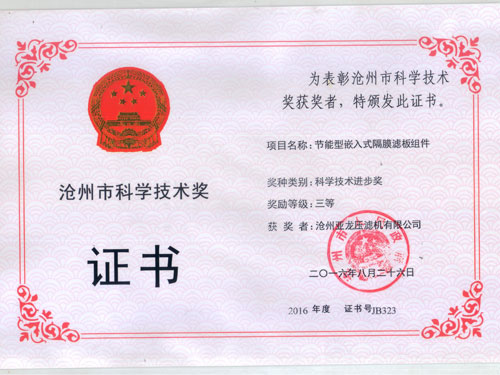 为表彰沧州市科学技术
奖获奖者，特颁发此证书。
项目名称：节能型嵌入式隔膜滤板组件
奖种类别：科学技术进步奖
奖励等级：三等
获 奖 者：沧州亚龙压滤机有限公司
二〇一六年八月二十六日
2016 年度 证书号JB323
沧州市科学技术奖
证书